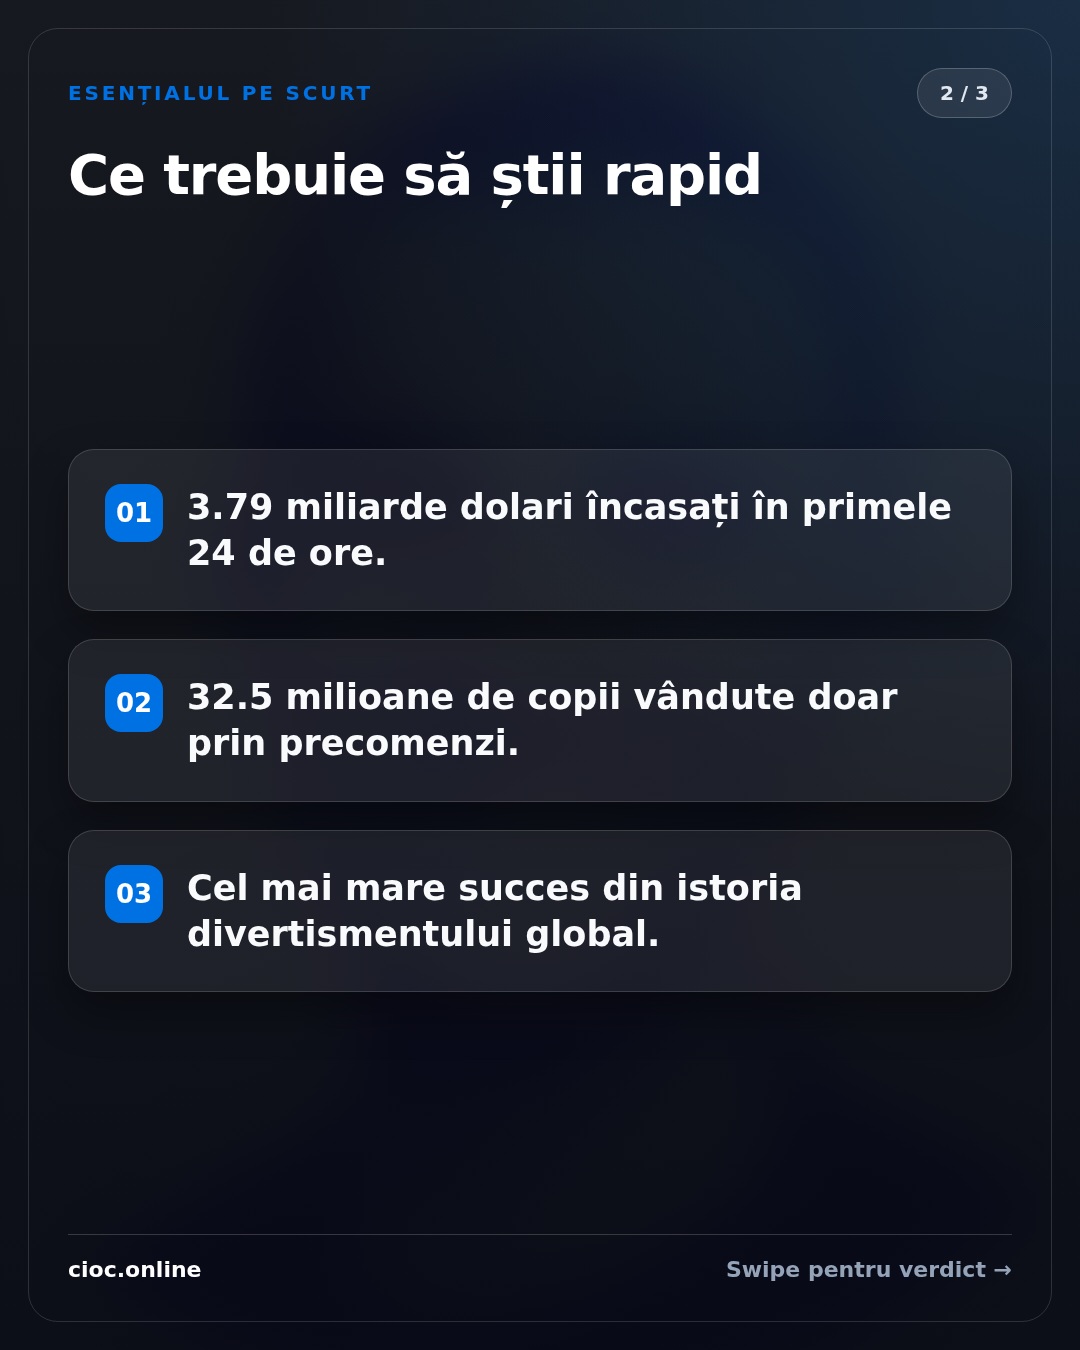 ESENȚIALUL PE SCURT
2 / 3
Ce trebuie să știi rapid
01
3.79 miliarde dolari încasați în primele
24 de ore.
02
32.5 milioane de copii vândute doar
prin precomenzi.
03
Cel mai mare succes din istoria
divertismentului global.
cioc.online
Swipe pentru verdict →